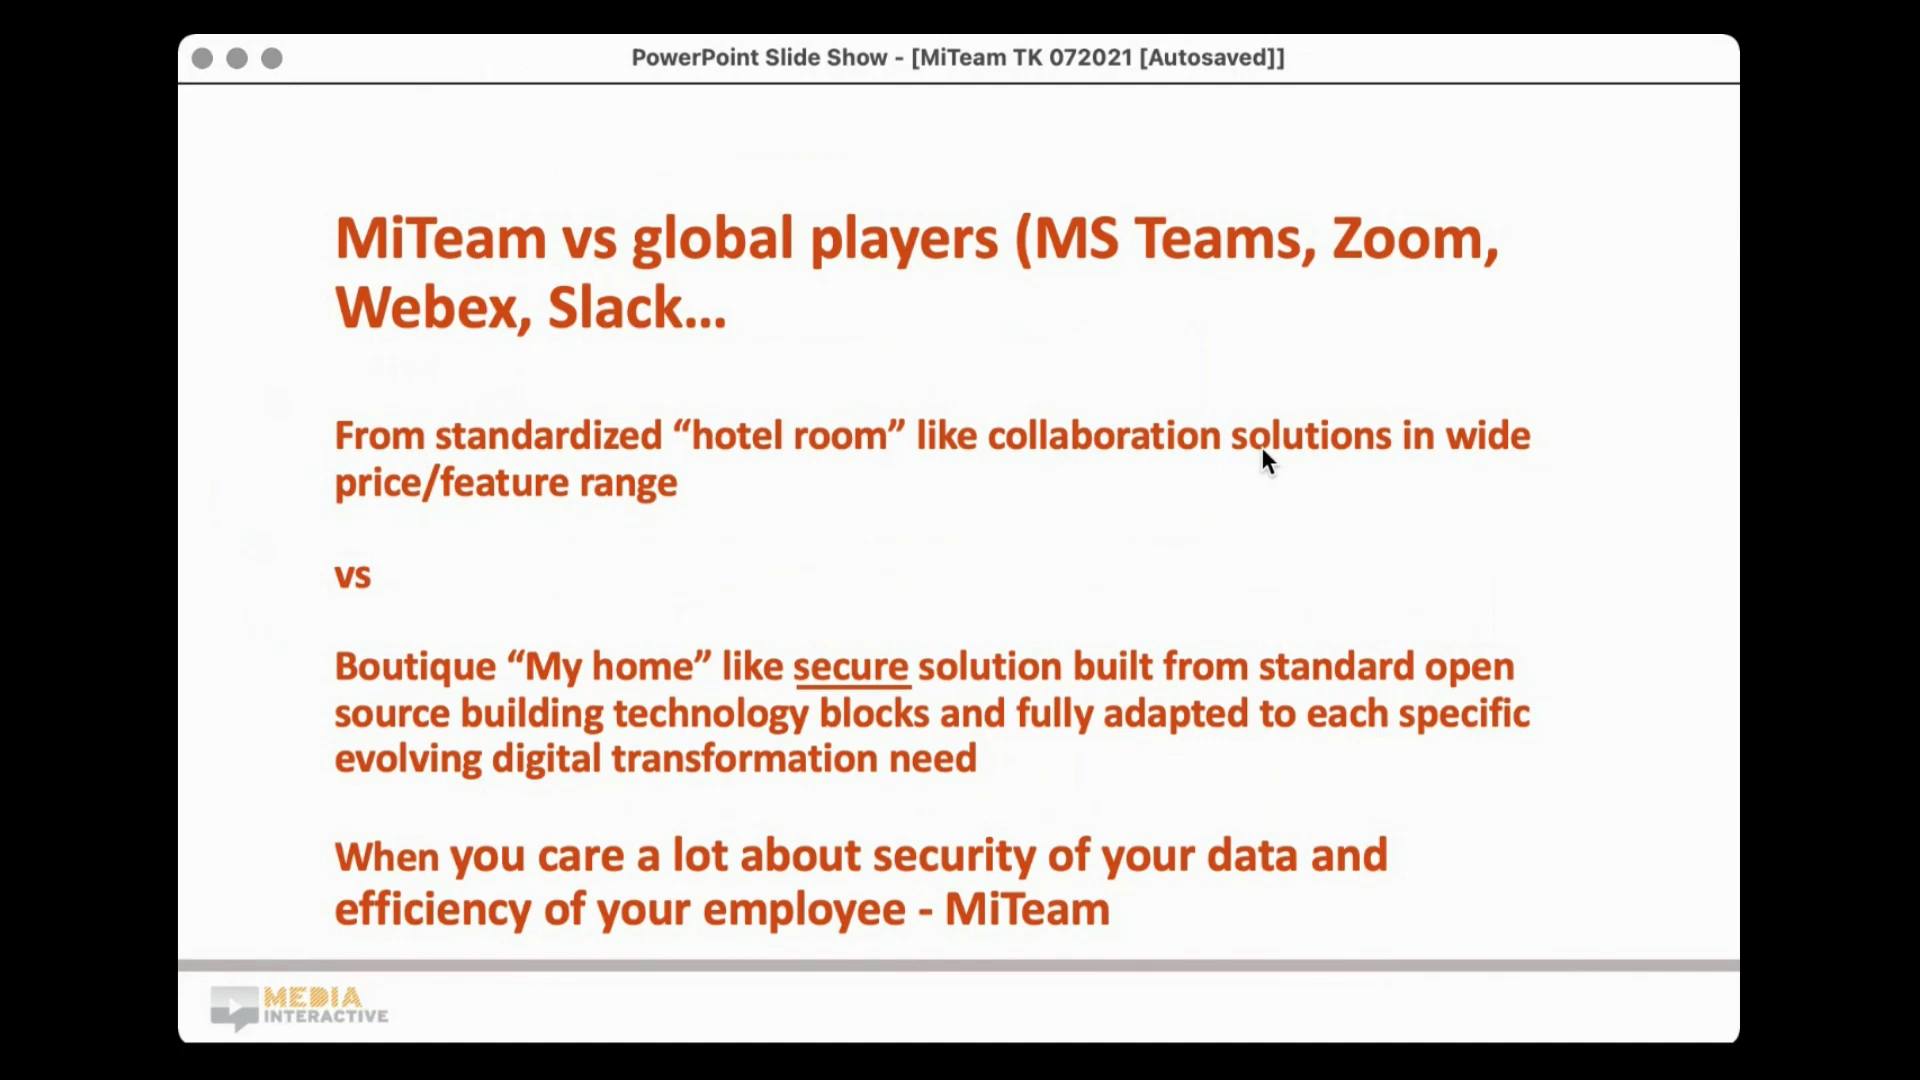 PowerPoint Slide Show - [MiTeam TK 072021 [Autosaved]]
MiTeam vs global players (MS Teams, Zoom,
Webex, Slack...
From standardized “hotel room” like collaboration solutions in wide
price/feature range
vs
Boutique “My home” like secure solution built from standard open
source building technology blocks and fully adapted to each specific
evolving digital transformation need
When you care a lot about security of your data and
efficiency of your employee - MiTeam
MEDIA
INTERACTIVE